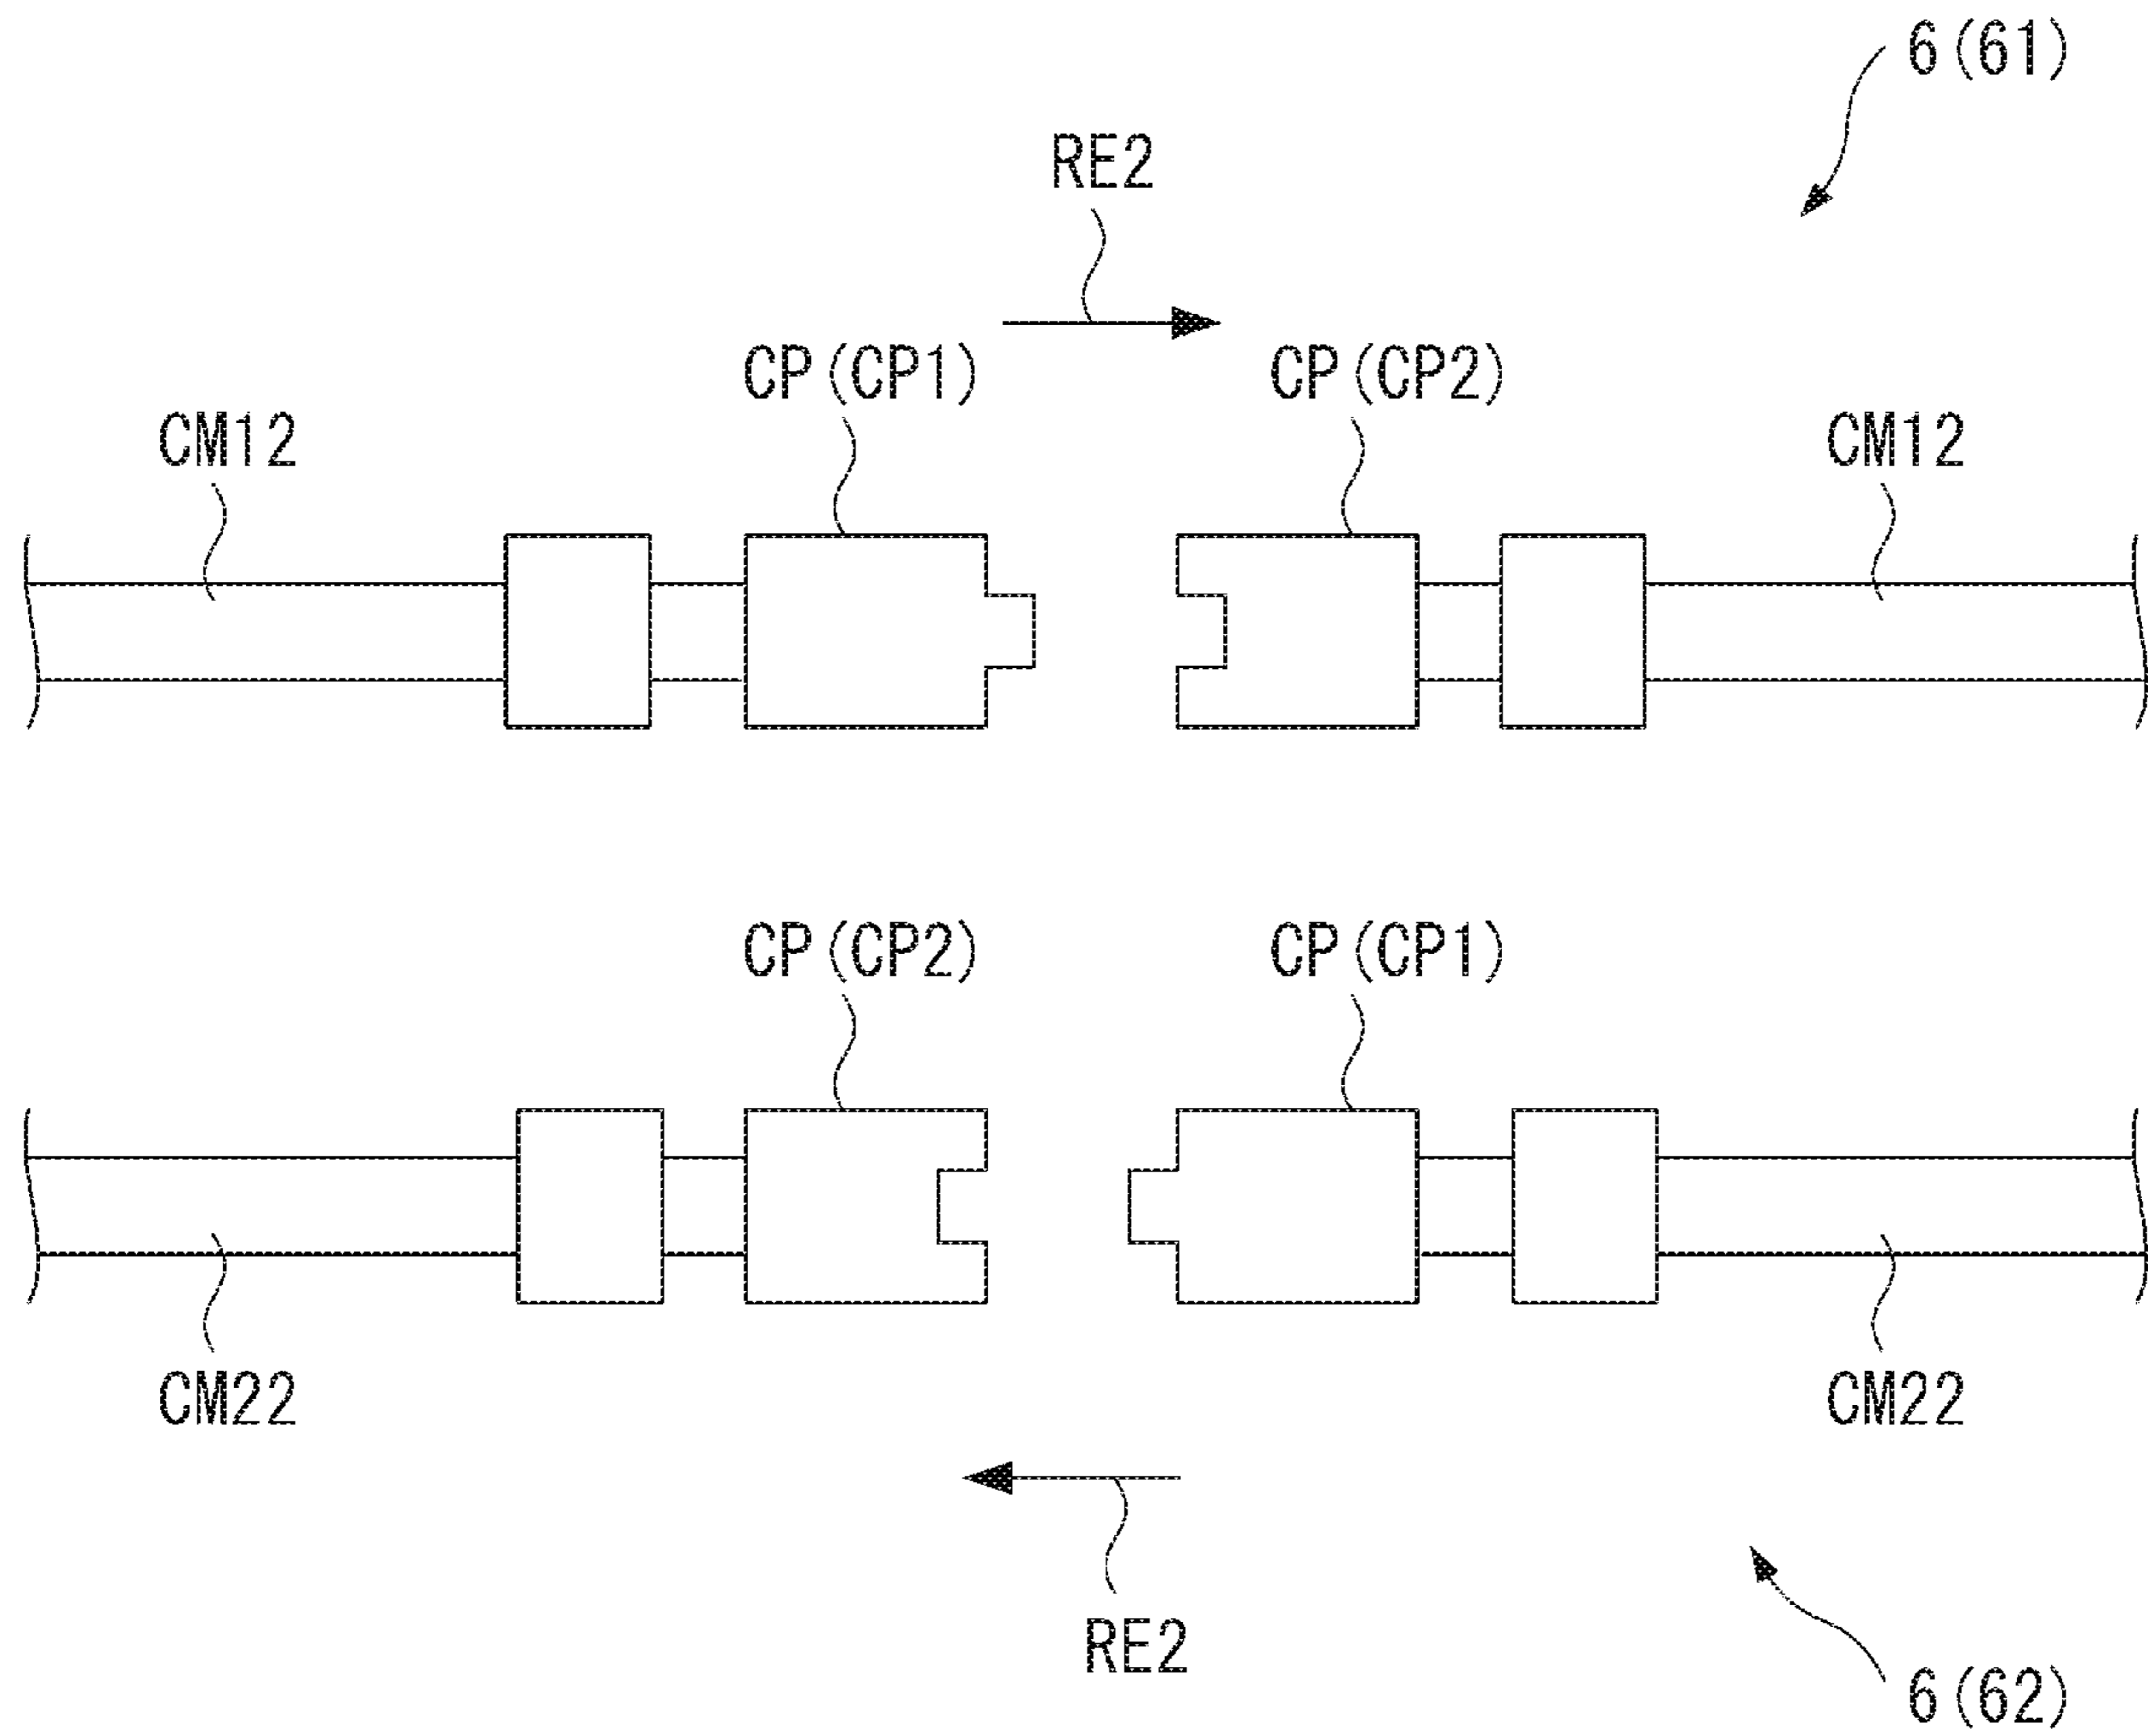 6(61)
RE2
CP(CP1)
CP(CP2)
CM12
CM12
CP(CP2)
CP(CP1)
CM22
CM22
RE2
6(62)